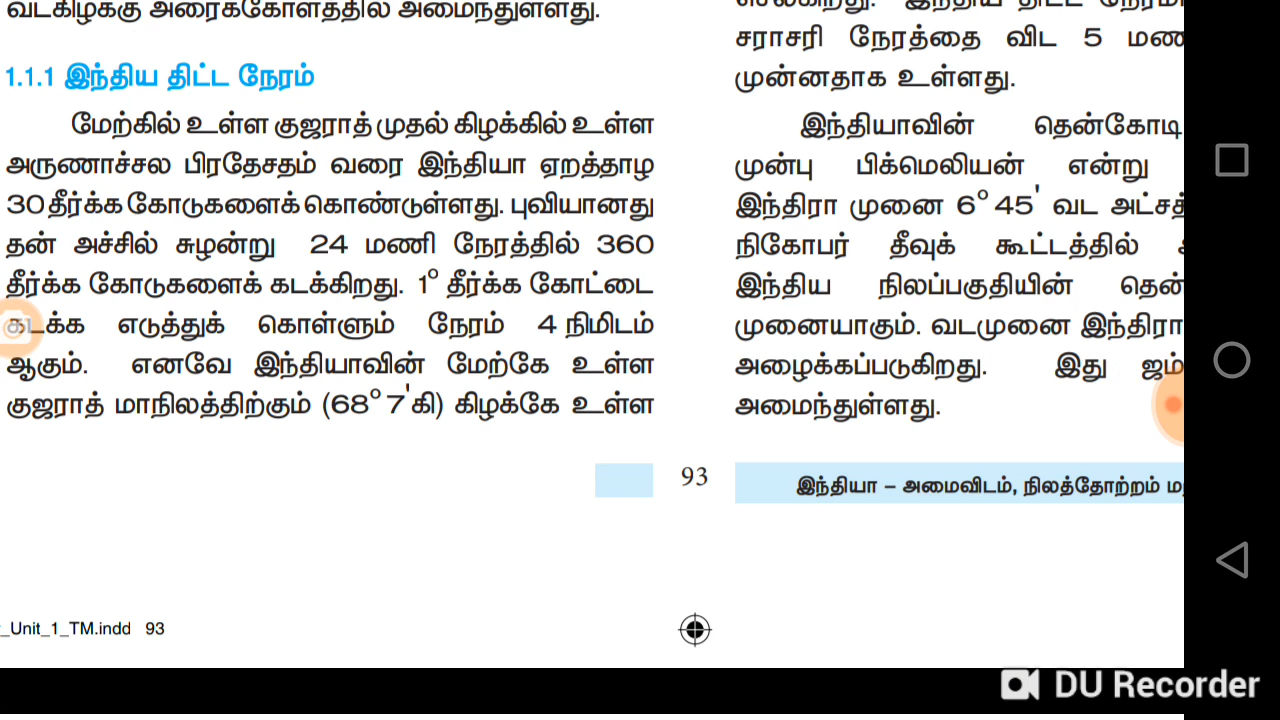 வடகிழக்கு அரைக்கோளத்தில் அமைந்துள்ளது.
1.1.1 இந்திய திட்ட நேரம்
மேற்கில் உள்ள குஜராத் முதல் கிழக்கில் உள்ள
அருணாச்சல பிரதேசதம் வரை இந்தியா ஏறத்தாழ
30 தீர்க்க கோடுகளைக் கொண்டுள்ளது. புவியானது
தன் அச்சில் சுழன்று 24 மணி நேரத்தில் 360
தீர்க்க கோடுகளைக் கடக்கிறது. 1° தீர்க்க கோட்டை
கடக்க எடுத்துக் கொள்ளும் நேரம் 4 நிமிடம்
ஆகும். எனவே இந்தியாவின் மேற்கே உள்ள
குஜராத் மாநிலத்திற்கும் (68° 7'கி) கிழக்கே உள்ள
செல்கிறது. இந்திய திட்ட
சராசரி நேரத்தை விட 5
முன்னதாக உள்ளது.
இந்தியாவின் தென்கோடி
முன்பு பிக்மெலியன் என்று
இந்திரா முனை 6° 45' வட
நிகோபர் தீவுக் கூட்டத்தில்
இந்திய நிலப்பகுதியின்
முனையாகும். வடமுனை இந்திரா
அழைக்கப்படுகிறது. இது
அமைந்துள்ளது.
93
இந்தியா – அமைவிடம், நிலத்தோற்றம்
_Unit_1_TM.indd 93
DU Recorder